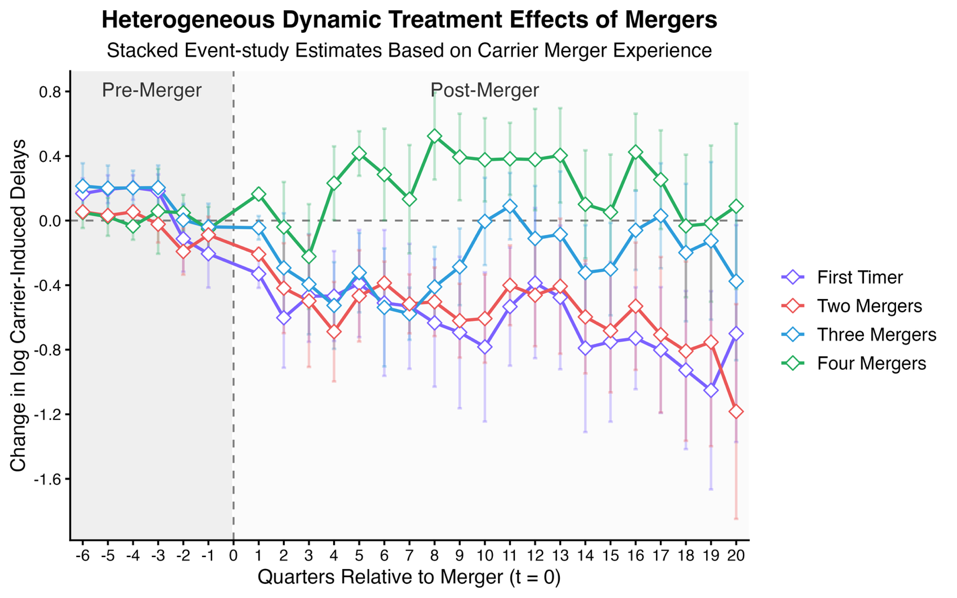 Heterogeneous Dynamic Treatment Effects of Mergers
Stacked Event-study Estimates Based on Carrier Merger Experience
Pre-Merger
Post-Merger
Change in log Carrier-Induced Delays
0.8
0.4
0.0
-0.4
-0.8
-1.2
-1.6
-6 -5 -4 -3 -2 -1 0 1 2 3 4 5 6 7 8 9 10 11 12 13 14 15 16 17 18 19 20
Quarters Relative to Merger (t = 0)
First Timer
Two Mergers
Three Mergers
Four Mergers